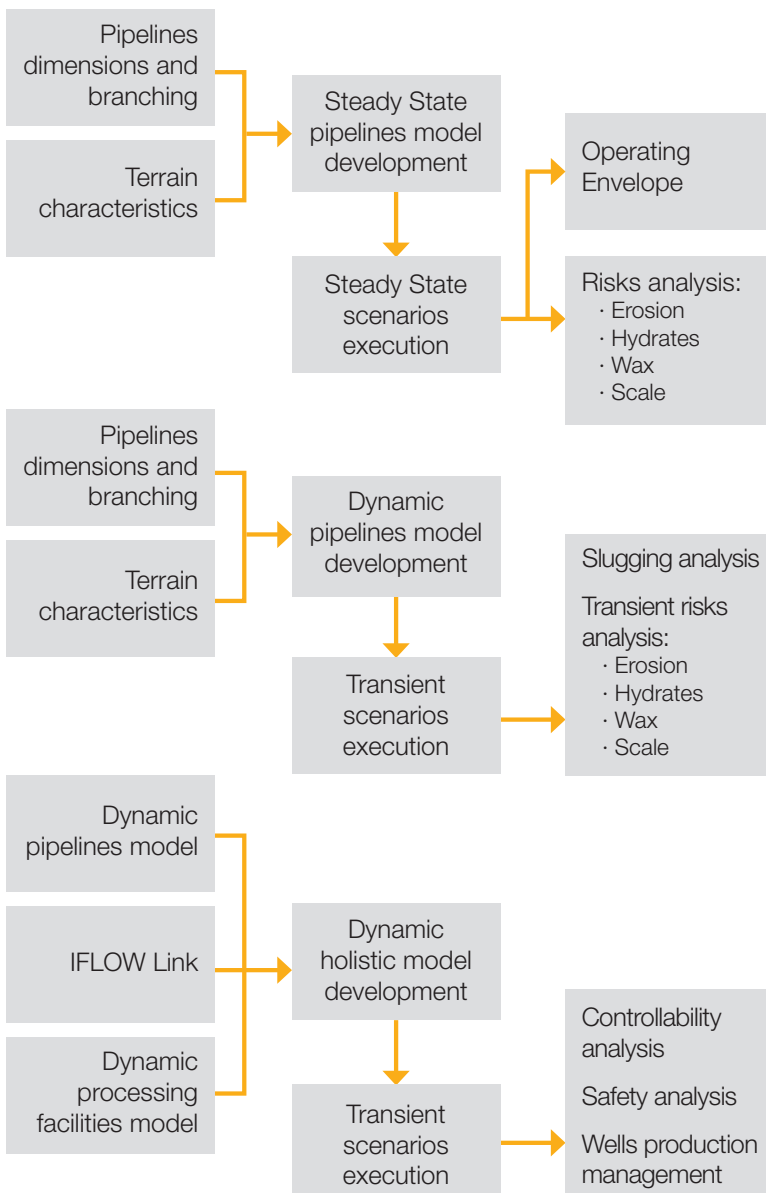 Pipelines
dimensions and
branching
Terrain
characteristics
Steady State
pipelines model
development
Steady State
scenarios
execution
Operating
Envelope
Risks analysis:
· Erosion
· Hydrates
· Wax
· Scale
Pipelines
dimensions and
branching
Terrain
characteristics
Dynamic
pipelines model
development
Transient
scenarios
execution
Slugging analysis
Transient risks
analysis:
· Erosion
· Hydrates
· Wax
· Scale
Dynamic
pipelines model
IFLOW Link
Dynamic
processing
facilities model
Dynamic
holistic model
development
Transient
scenarios
execution
Controllability
analysis
Safety analysis
Wells production
management